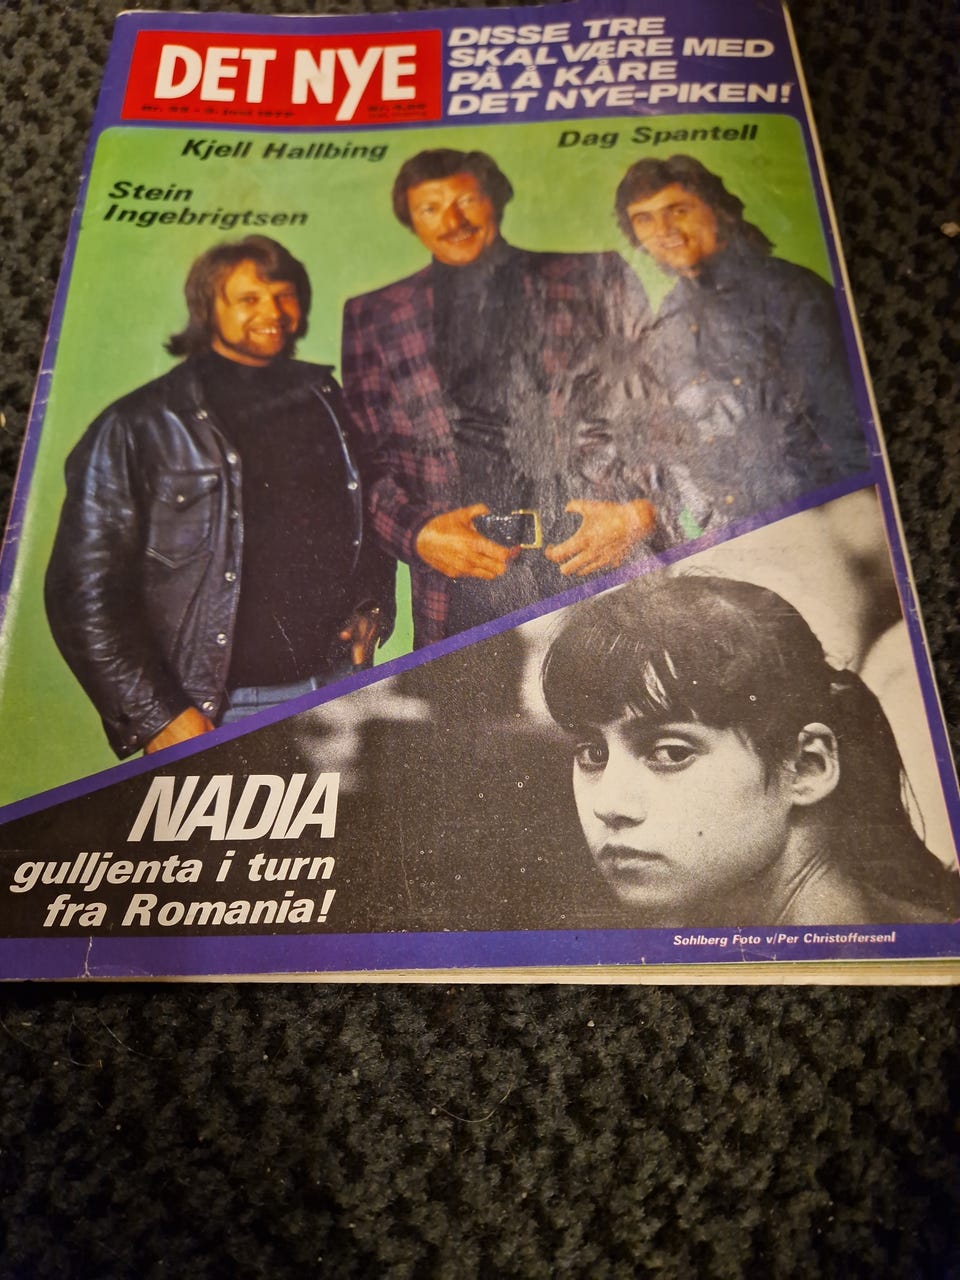 DET NYE
DISSE TRE
SKAL VÆRE MED
PÅ Å KÅRE
DET NYE-PIKEN!
Kjell Hallbing
Dag Spantell
Stein
Ingebrigtsen
NADIA
gulljenta i turn
fra Romania!
Sohlberg Foto v/Per Christoffersen